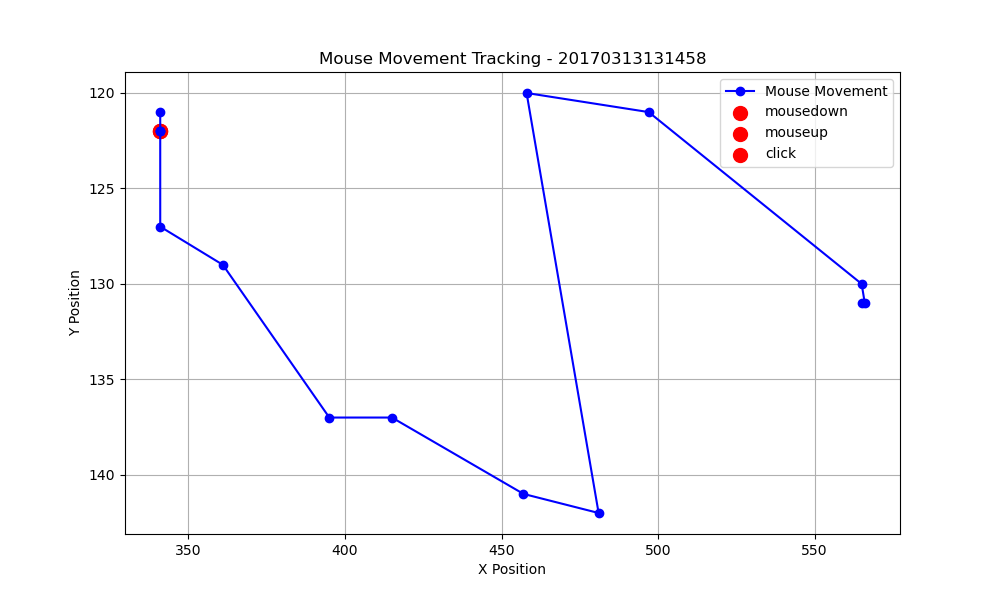 Mouse Movement Tracking - 20170313131458
Mouse Movement
mousedown
mouseup
click
120
125
130
135
140
Y Position
350
400
450
500
550
X Position